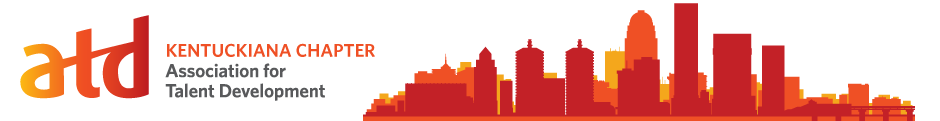 atd
KENTUCKIANA CHAPTER
Association for
Talent Development